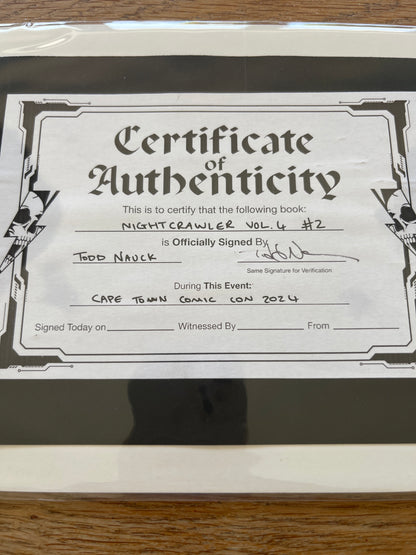 Certificate
of
Authenticity
This is to certify that the following book:
NIGHTCRAWLER VOL. 4 #2
is Officially Signed By
TODD NAUCK
Same Signature for Verification.
During This Event:
CAPE TOWN COMIC CON 2024
Signed Today on Witnessed By From